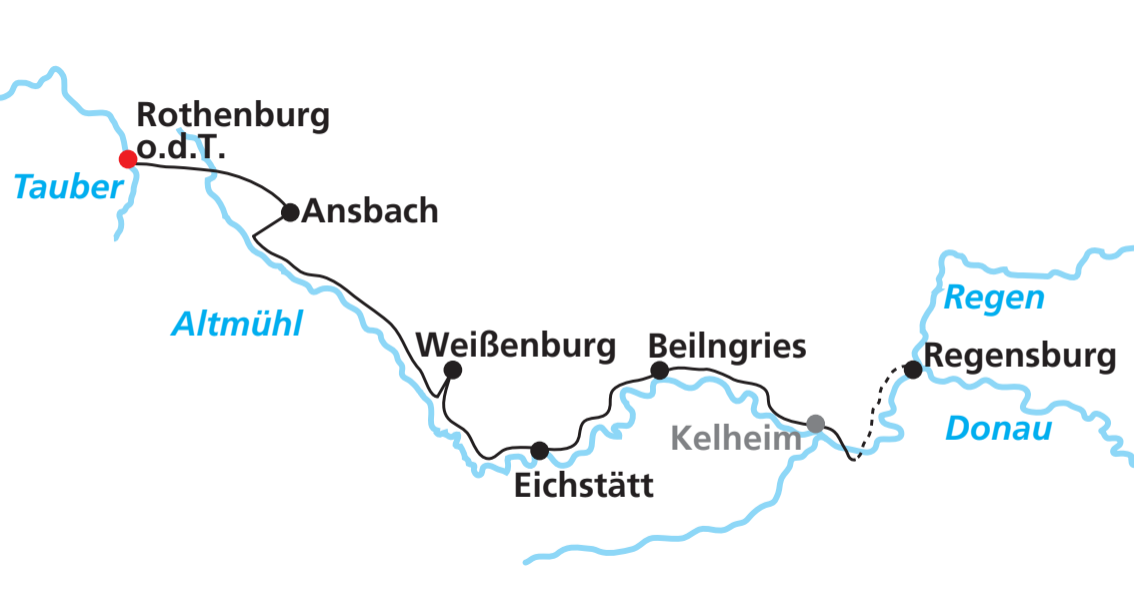 Rothenburg
o.d.T.
Tauber
Ansbach
Altmühl
Weißenburg
Beilngries
Regen
Regensburg
Kelheim
Donau
Eichstätt